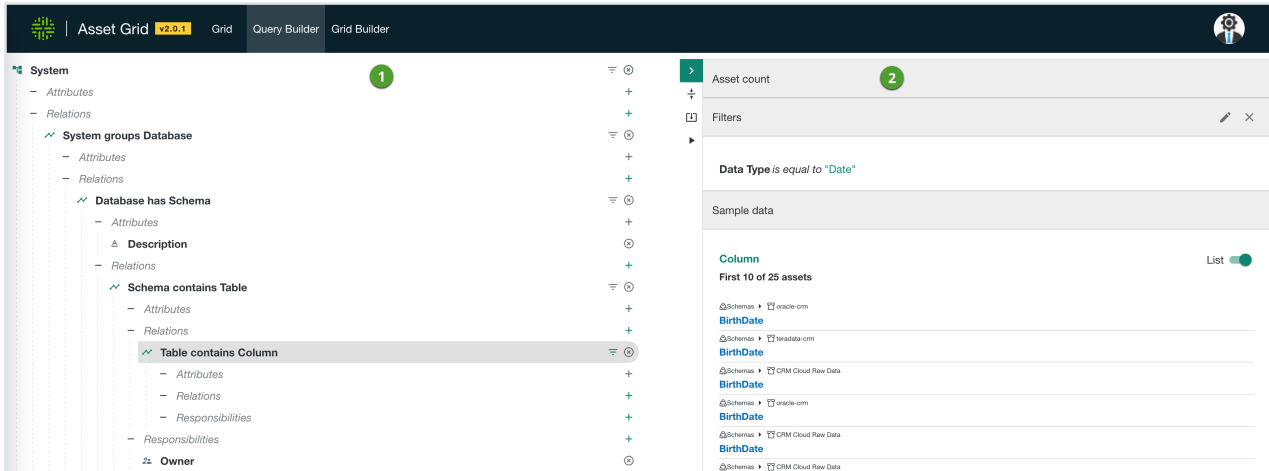 Asset Grid v2.0.1 Grid Query Builder Grid Builder
System
1
Attributes
Relations
System groups Database
Attributes
Relations
Database has Schema
Attributes
Description
Relations
Schema contains Table
Attributes
Relations
Table contains Column
Attributes
Relations
Responsibilities
Responsibilities
Owner
Asset count
2
Filters
Data Type is equal to "Date"
Sample data
Column List
First 10 of 25 assets
Schemas oracle-crm
BirthDate
Schemas teradata-crm
BirthDate
Schemas CRM Cloud Raw Data
BirthDate
Schemas oracle-crm
BirthDate
Schemas CRM Cloud Raw Data
BirthDate
Schemas CRM Cloud Raw Data